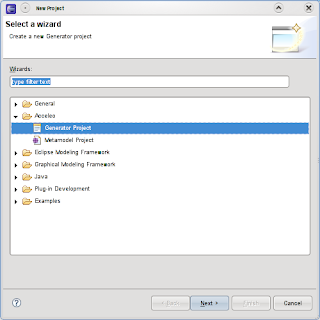 New Project
Select a wizard
Create a new Generator project
Wizards:
type filter text
General
Acceleo
Generator Project
Metamodel Project
Eclipse Modeling Framework
Graphical Modeling Framework
Java
Plug-in Development
Examples
< Back
Next >
Finish
Cancel